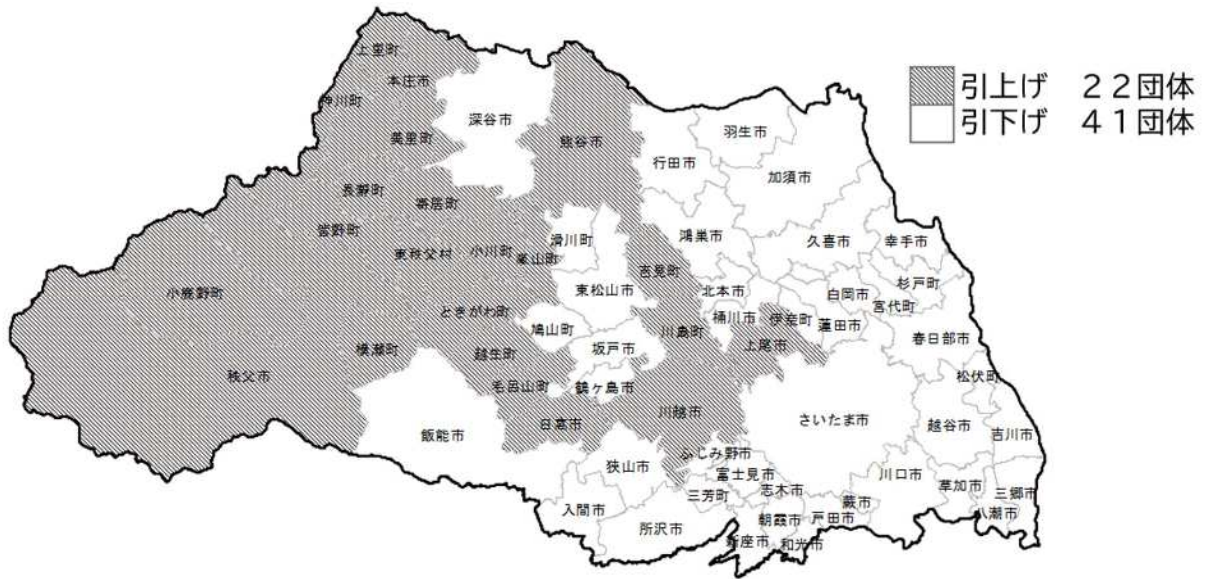 引上げ 22団体
引下げ 41団体
上里町
本庄市
神川町
深谷市
美里町
熊谷市
羽生市
行田市
加須市
長瀞町
寄居町
皆野町
東秩父村
小川町
嵐山町
滑川町
吉見町
鴻巣市
久喜市
幸手市
小鹿野町
東松山市
北本市
白岡市
杉戸町
宮代町
ときがわ町
鳩山町
川島町
桶川市
伊奈町
蓮田市
横瀬町
越生町
坂戸市
上尾市
春日部市
秩父市
毛呂山町
鶴ヶ島市
松伏町
日高市
川越市
さいたま市
越谷市
吉川市
飯能市
ふじみ野市
狭山市
富士見市
川口市
三芳町
志木市
草加市
三郷市
入間市
所沢市
朝霞市
蕨市
戸田市
八潮市
新座市
和光市